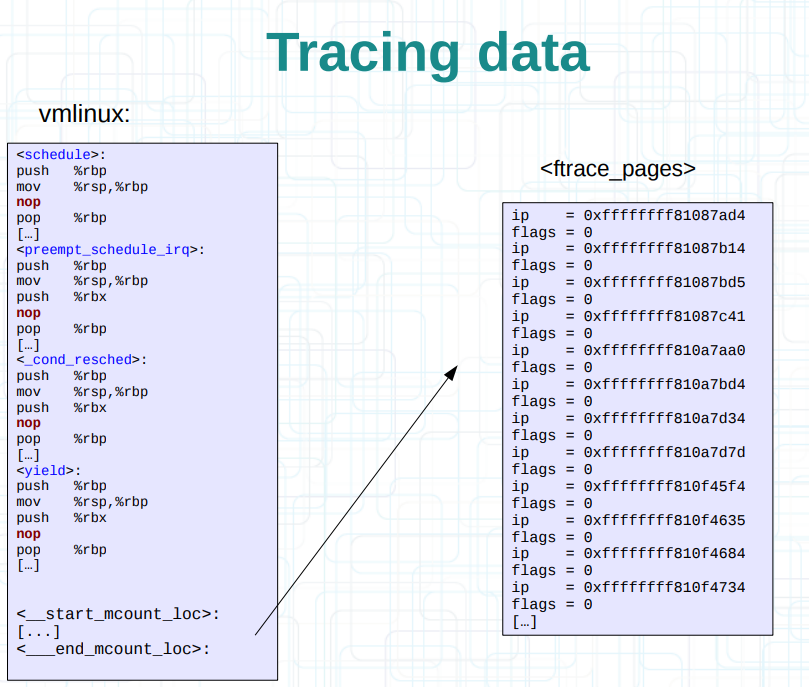 Tracing data
vmlinux:
<schedule>:
push %rbp
mov %rsp,%rbp
nop
pop %rbp
[…]
<preempt_schedule_irq>:
push %rbp
mov %rsp,%rbp
push %rbx
nop
pop %rbp
[…]
<_cond_resched>:
push %rbp
mov %rsp,%rbp
push %rbx
nop
pop %rbp
[…]
<yield>:
push %rbp
mov %rsp,%rbp
push %rbx
nop
pop %rbp
[…]
<__start_mcount_loc>:
[...]
<___end_mcount_loc>:
<ftrace_pages>
ip = 0xffffffff81087ad4
flags = 0
ip = 0xffffffff81087b14
flags = 0
ip = 0xffffffff81087bd5
flags = 0
ip = 0xffffffff81087c41
flags = 0
ip = 0xffffffff810a7aa0
flags = 0
ip = 0xffffffff810a7bd4
flags = 0
ip = 0xffffffff810a7d34
flags = 0
ip = 0xffffffff810a7d7d
flags = 0
ip = 0xffffffff810f45f4
flags = 0
ip = 0xffffffff810f4635
flags = 0
ip = 0xffffffff810f4684
flags = 0
ip = 0xffffffff810f4734
flags = 0
[…]